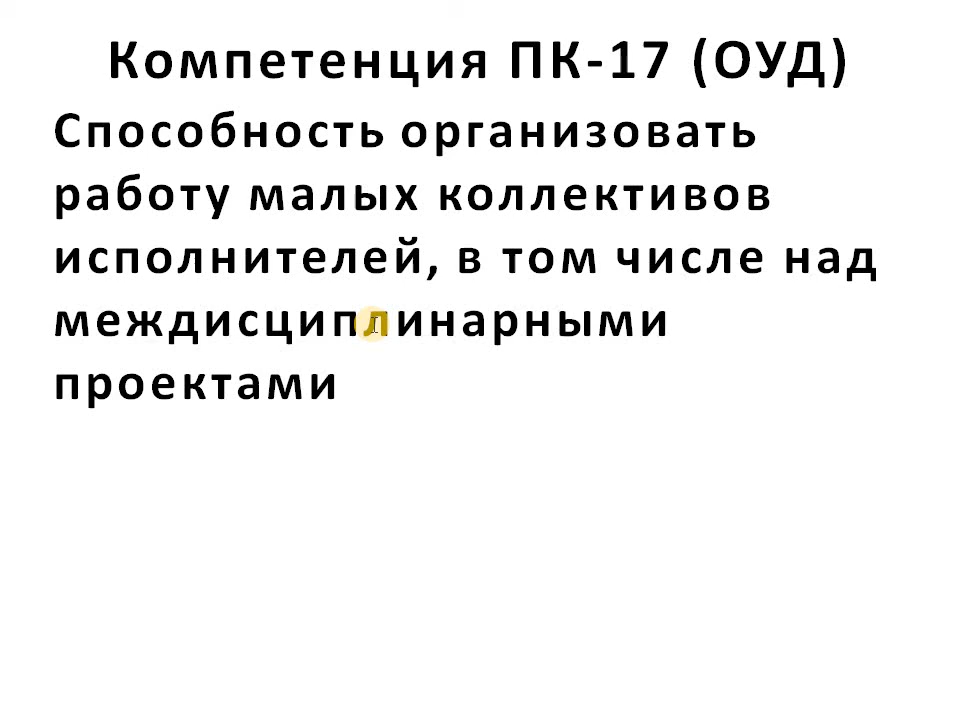 Компетенция ПК-17 (ОУД)
Способность организовать
работу малых коллективов
исполнителей, в том числе над
междисциплинарными
проектами